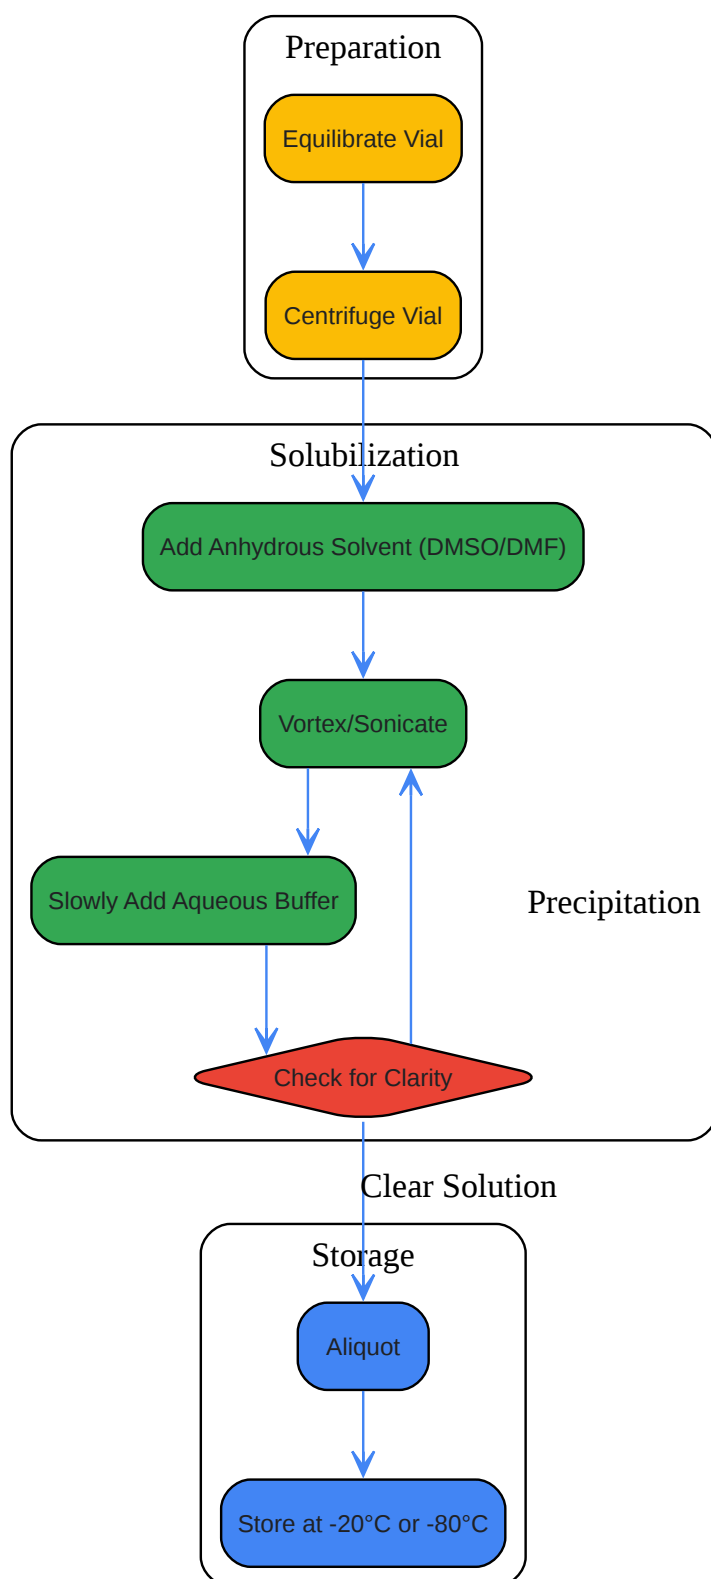 Preparation
Equilibrate Vial
Centrifuge Vial
Solubilization
Add Anhydrous Solvent (DMSO/DMF)
Vortex/Sonicate
Slowly Add Aqueous Buffer
Precipitation
Check for Clarity
Clear Solution
Storage
Aliquot
Store at -20°C or -80°C